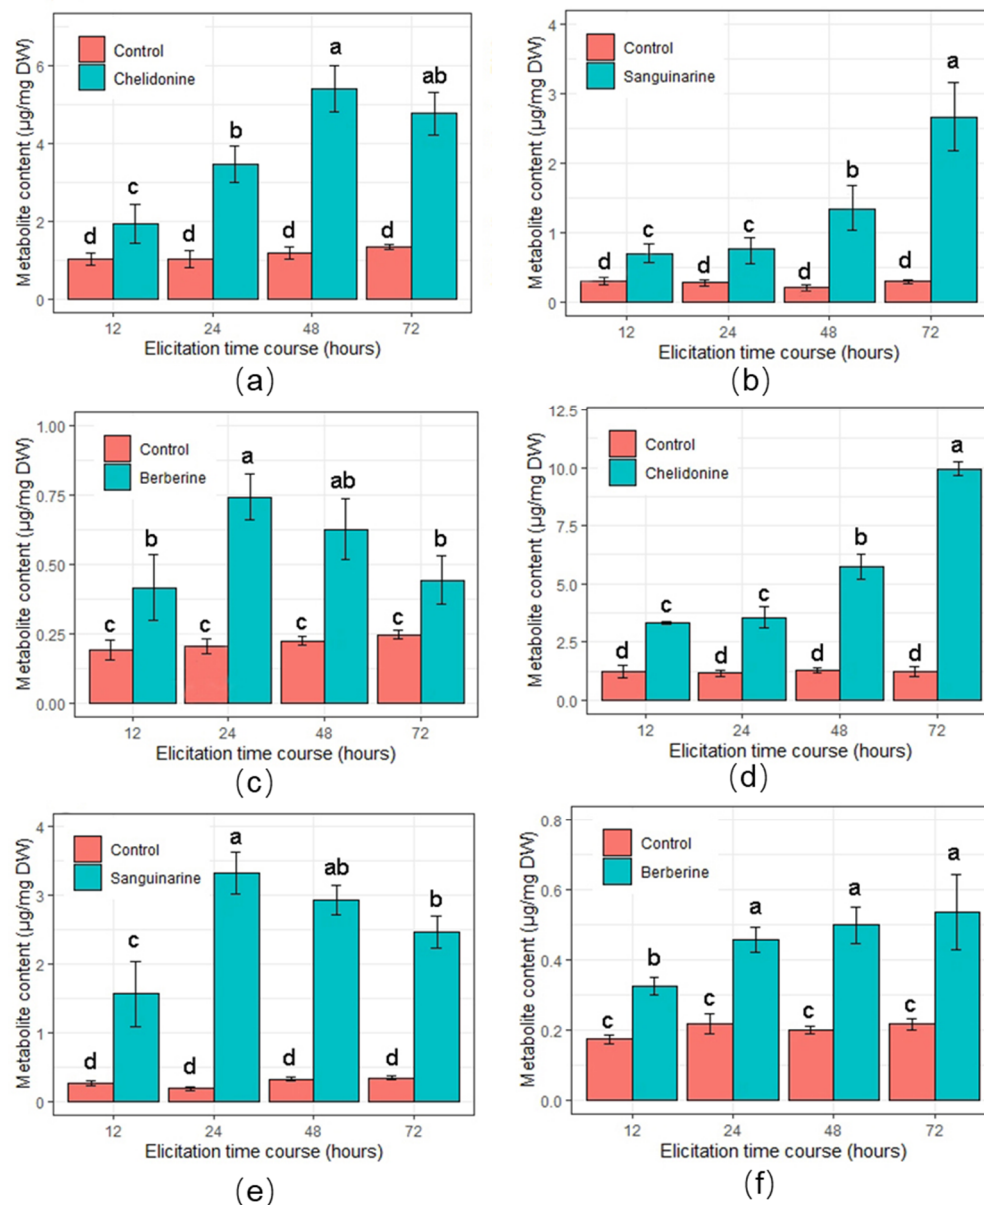 Metabolite content (µg/mg DW)
Control
Chelidonine
0
2
4
6
d
c
d
b
d
a
d
ab
12
24
48
72
Elicitation time course (hours)
(a)
Metabolite content (µg/mg DW)
Control
Sanguinarine
0
1
2
3
4
d
c
d
c
d
b
d
a
12
24
48
72
Elicitation time course (hours)
(b)
Metabolite content (µg/mg DW)
Control
Berberine
0.00
0.25
0.50
0.75
1.00
c
b
c
a
c
ab
c
b
12
24
48
72
Elicitation time course (hours)
(c)
Metabolite content (µg/mg DW)
Control
Chelidonine
0.0
2.5
5.0
7.5
10.0
12.5
d
c
d
c
d
b
d
a
12
24
48
72
Elicitation time course (hours)
(d)
Metabolite content (µg/mg DW)
Control
Sanguinarine
0
1
2
3
4
d
c
d
a
d
ab
d
b
12
24
48
72
Elicitation time course (hours)
(e)
Metabolite content (µg/mg DW)
Control
Berberine
0.0
0.2
0.4
0.6
0.8
c
b
c
a
c
a
c
a
12
24
48
72
Elicitation time course (hours)
(f)